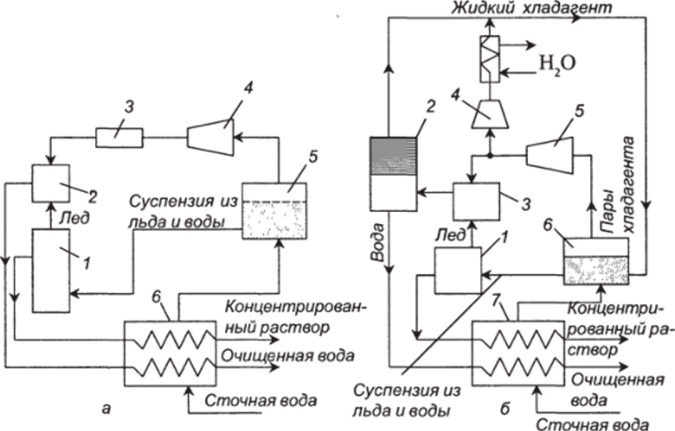 4
3
5
2
Суспензия из
льда и воды
Лед
1
6
Концентрирован-
ный раствор
Очищенная вода
Сточная вода
а
Жидкий хладагент
H₂O
2
4
5
3
Пары
хладагента
Вода
Лед
1
6
7
Концентри-
рованный ра-
створ
Суспензия из
льда и воды
Очищенная
вода
б
Сточная вода